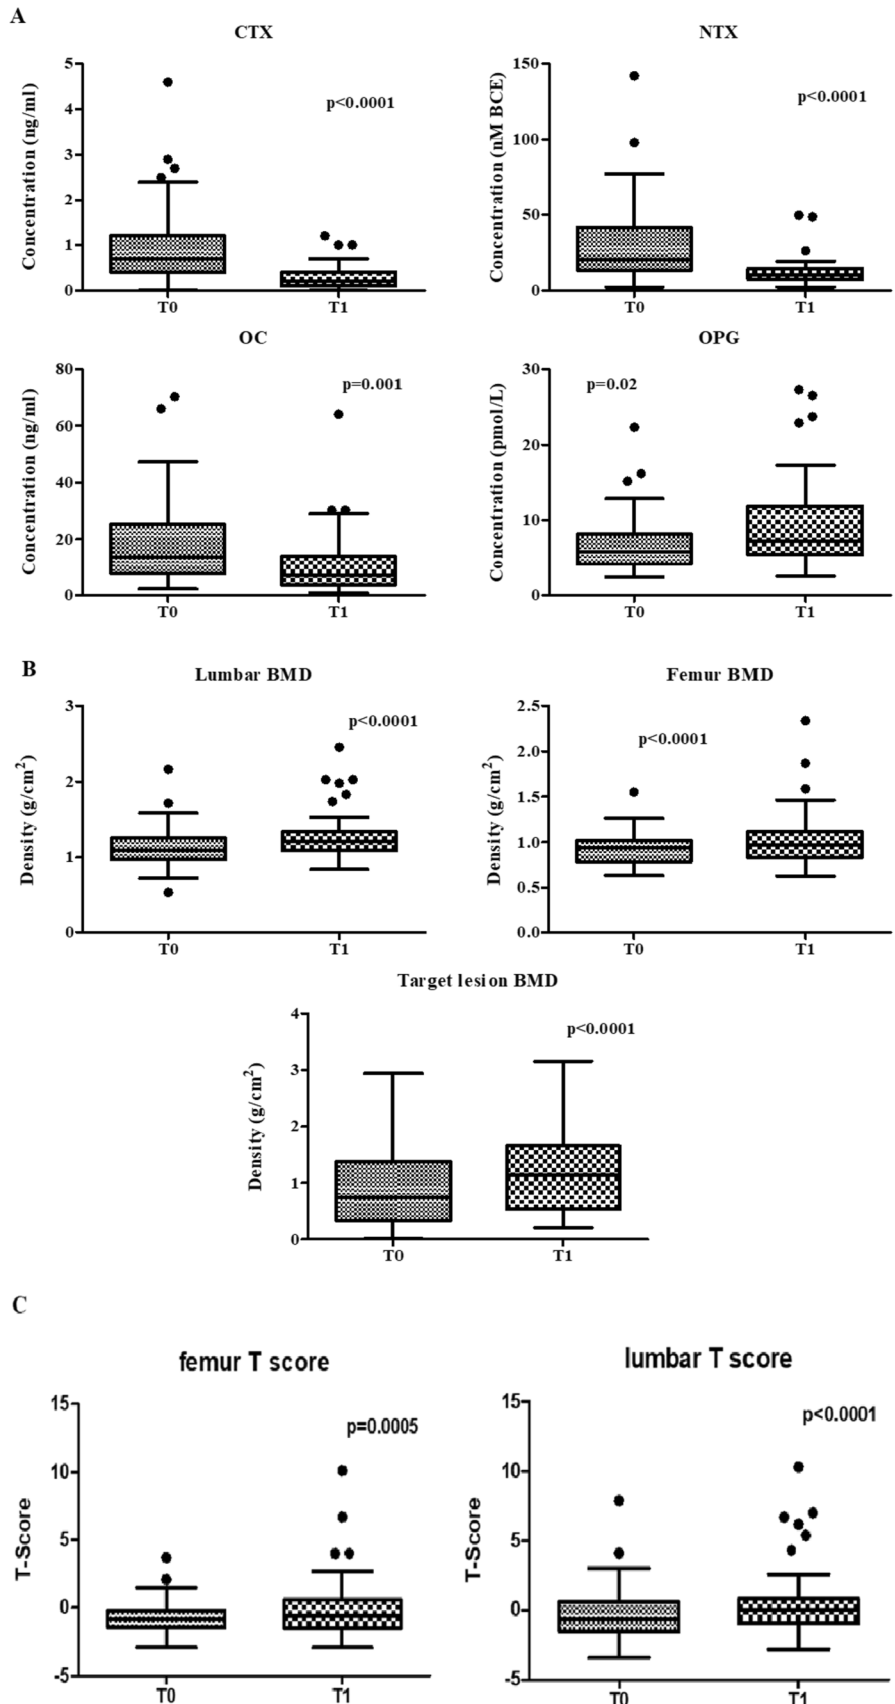 A
CTX
NTX
Concentration (ng/ml)
5
4
3
2
1
0
p<0.0001
T0
T1
Concentration (nM BCE)
150
100
50
0
p<0.0001
T0
T1
OC
OPG
Concentration (ng/ml)
80
60
40
20
0
p=0.001
T0
T1
Concentration (pmol/L)
30
20
10
0
p=0.02
T0
T1
B
Lumbar BMD
Femur BMD
Density (g/cm²)
3
2
1
0
p<0.0001
T0
T1
Density (g/cm²)
2.5
2.0
1.5
1.0
0.5
0.0
p<0.0001
T0
T1
Target lesion BMD
Density (g/cm²)
4
3
2
1
0
p<0.0001
T0
T1
C
femur T score
lumbar T score
T-Score
15
10
5
0
-5
p=0.0005
T0
T1
T-Score
15
10
5
0
-5
p<0.0001
T0
T1